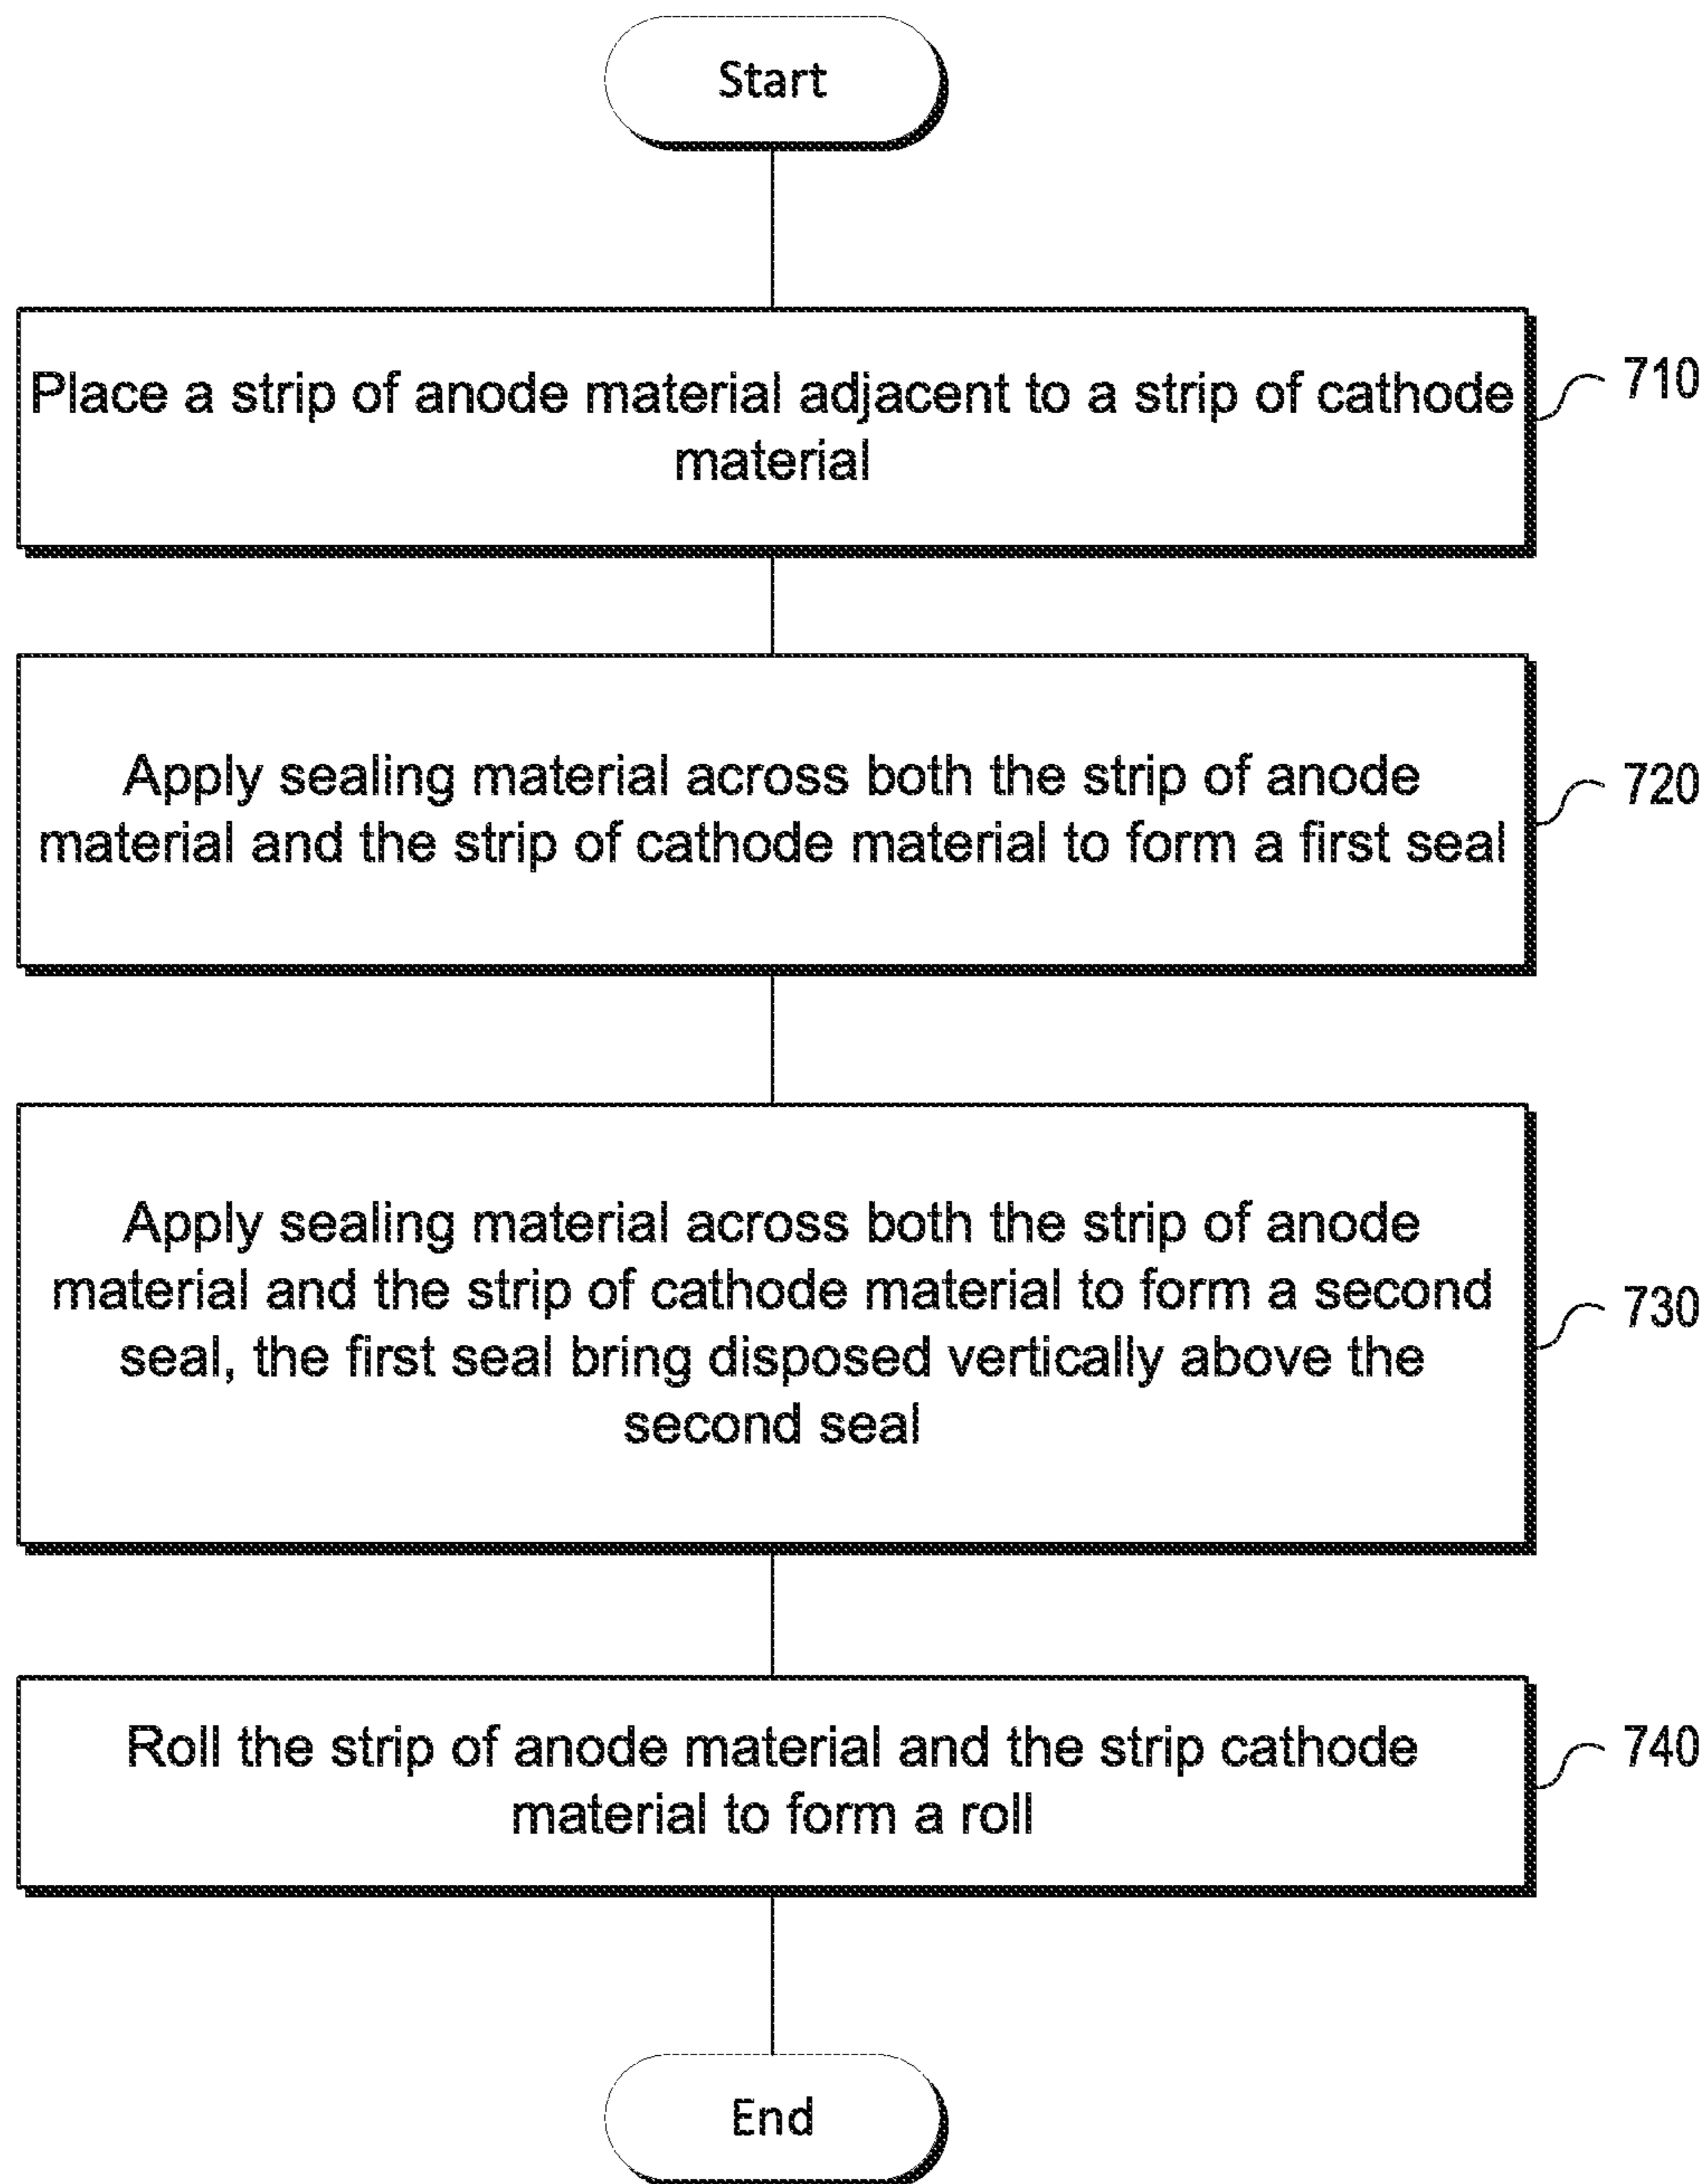 Start
Place a strip of anode material adjacent to a strip of cathode
material
710
Apply sealing material across both the strip of anode
material and the strip of cathode material to form a first seal
720
Apply sealing material across both the strip of anode
material and the strip of cathode material to form a second
seal, the first seal bring disposed vertically above the
second seal
730
Roll the strip of anode material and the strip cathode
material to form a roll
740
End